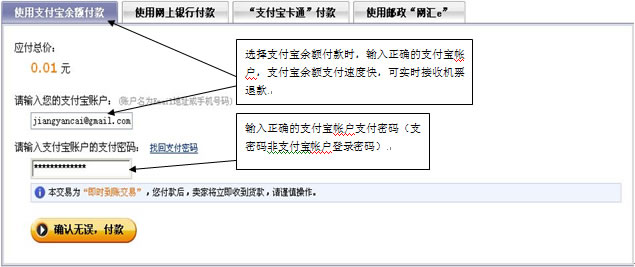 使用支付宝余额付款
使用网上银行付款
“支付宝卡通”付款
使用邮政“网汇e”
应付总价:
0.01 元
选择支付宝余额付款时，输入正确的支付宝帐
户，支付宝余额支付速度快，可实时接收机票
退款.
请输入您的支付宝账户: (账户名为Email地址或手机号码)
jiangyancai@gmail.com
输入正确的支付宝帐户支付密码（支
密码非支付宝帐户登录密码）.
请输入支付宝账户的支付密码: 找回支付密码
*************
本交易为“即时到账交易”，您付款后，卖家将立即收到货款，请谨慎操作。
确认无误，付款